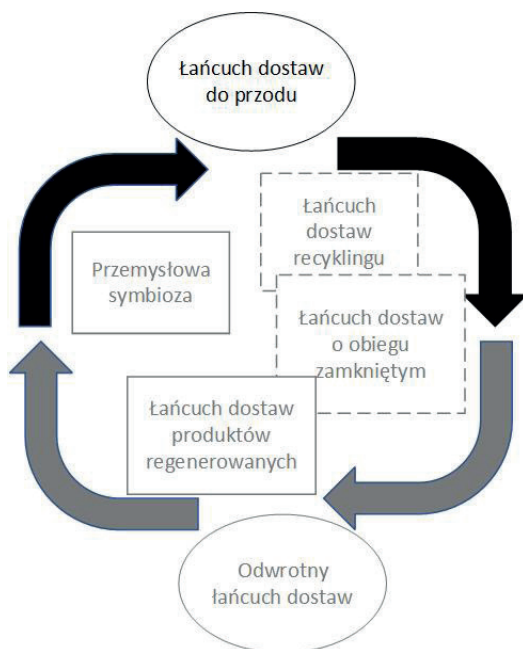 Łańcuch dostaw
do przodu
Łańcuch
dostaw
recyklingu
Przemysłowa
symbioza
Łańcuch dostaw
o obiegu
zamkniętym
Łańcuch dostaw
produktów
regenerowanych
Odwrotny
łańcuch dostaw